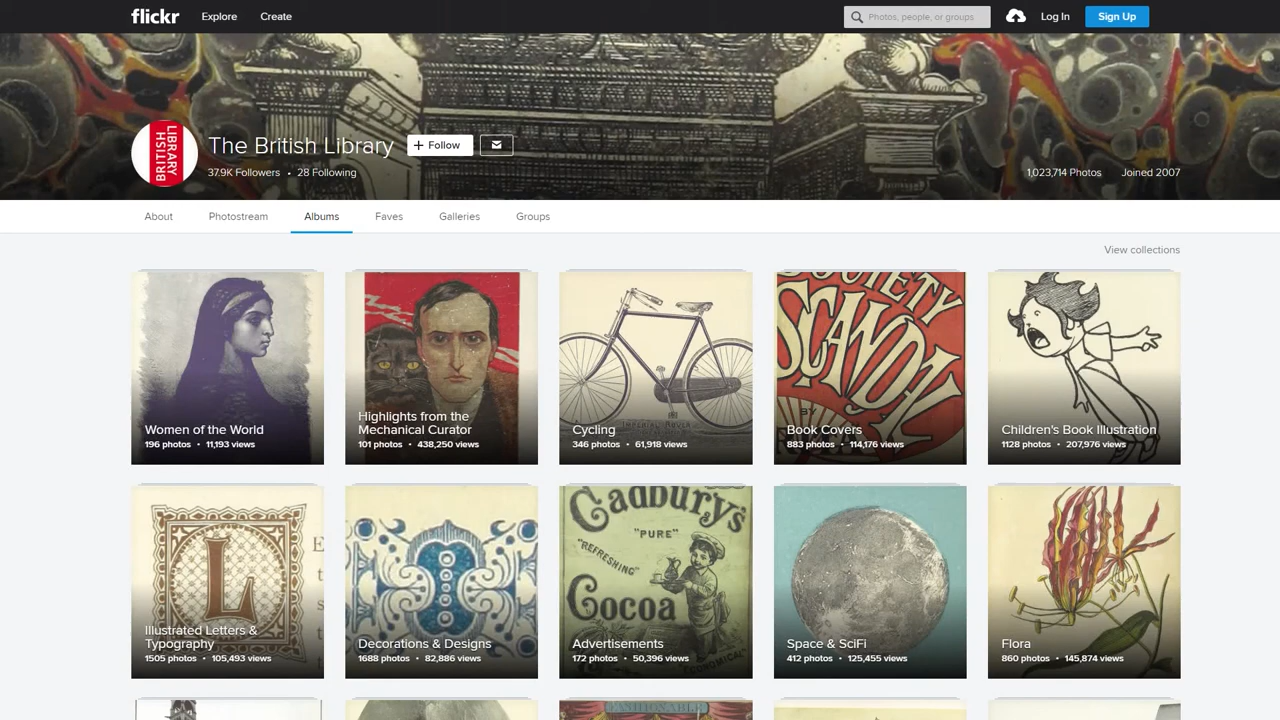 flickr Explore Create Photos, people, or groups Log In Sign Up
BRITISH
LIBRARY
The British Library + Follow
37.9K Followers • 28 Following 1,023,714 Photos Joined 2007
About Photostream Albums Faves Galleries Groups
View collections
Women of the World
196 photos • 11,193 views
Highlights from the
Mechanical Curator
101 photos • 438,250 views
IMPERIAL ROVER
Cycling
346 photos • 61,918 views
SOCIETY
SCANDAL
BY
Book Covers
883 photos • 114,176 views
Children's Book Illustration
1128 photos • 207,976 views
L
E
Illustrated Letters &
Typography
1505 photos • 105,493 views
Decorations & Designs
1688 photos • 82,886 views
Cadbury's
"PURE"
"REFRESHING"
Cocoa
ECONOMICAL"
Advertisements
172 photos • 50,396 views
Space & SciFi
412 photos • 125,455 views
Flora
860 photos • 145,874 views
FASHIONABLE